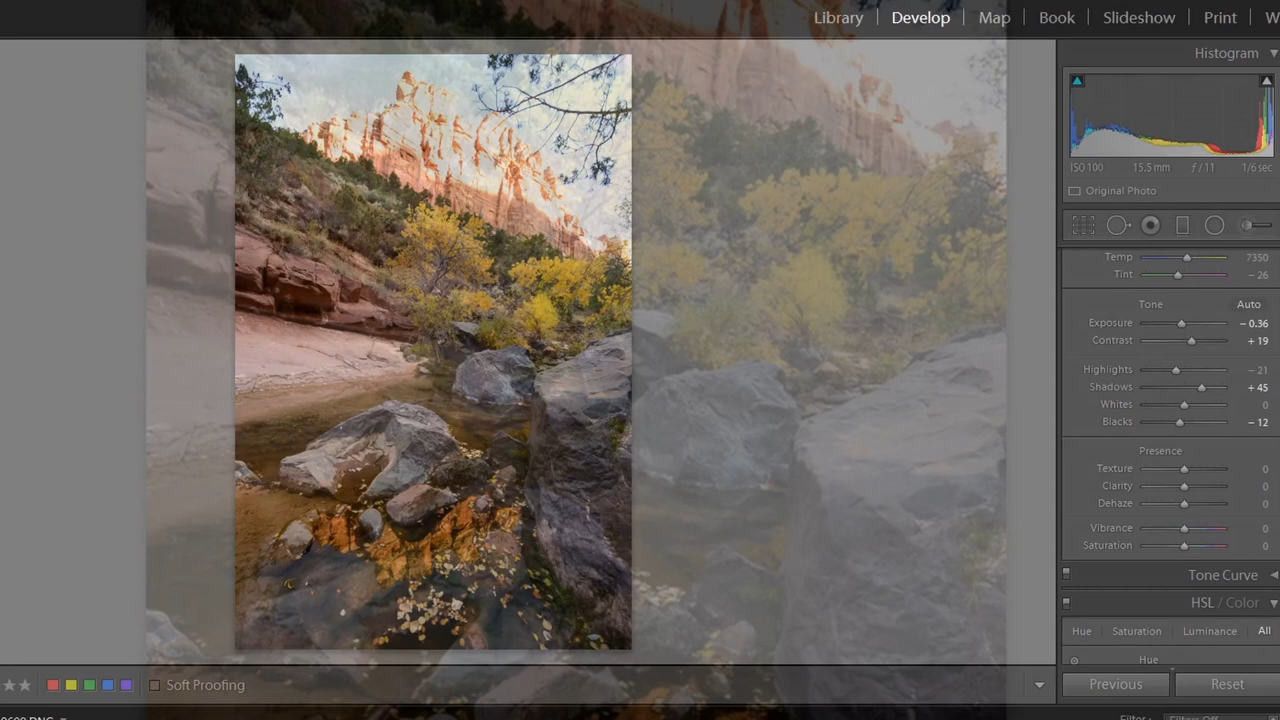 Library | Develop | Map | Book | Slideshow | Print | W
Histogram
ISO 100 15.5 mm ƒ / 11 1/6 sec
Original Photo
Temp 7350
Tint − 26
Tone Auto
Exposure − 0.36
Contrast + 19
Highlights − 21
Shadows + 45
Whites 0
Blacks − 12
Presence
Texture 0
Clarity 0
Dehaze 0
Vibrance 0
Saturation 0
Tone Curve
HSL / Color
Hue Saturation Luminance All
Hue
Soft Proofing
Previous Reset
Filter :